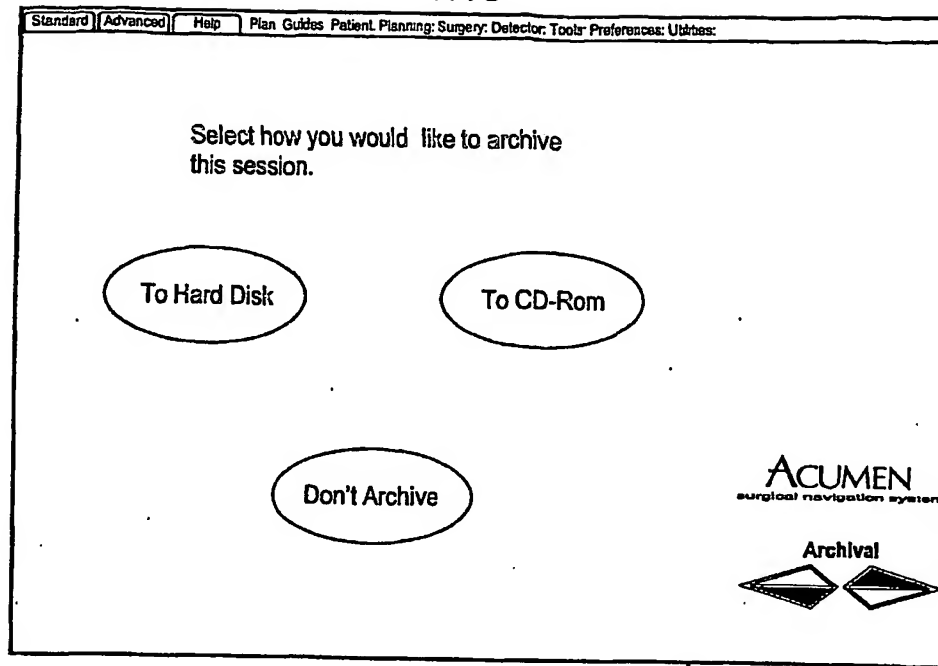 Standard Advanced Help Plan Guides Patient. Planning: Surgery: Detector: Tools Preferences: Utilities:
Select how you would like to archive
this session.
To Hard Disk
To CD-Rom
Don't Archive
ACUMEN
surgical navigation system
Archival